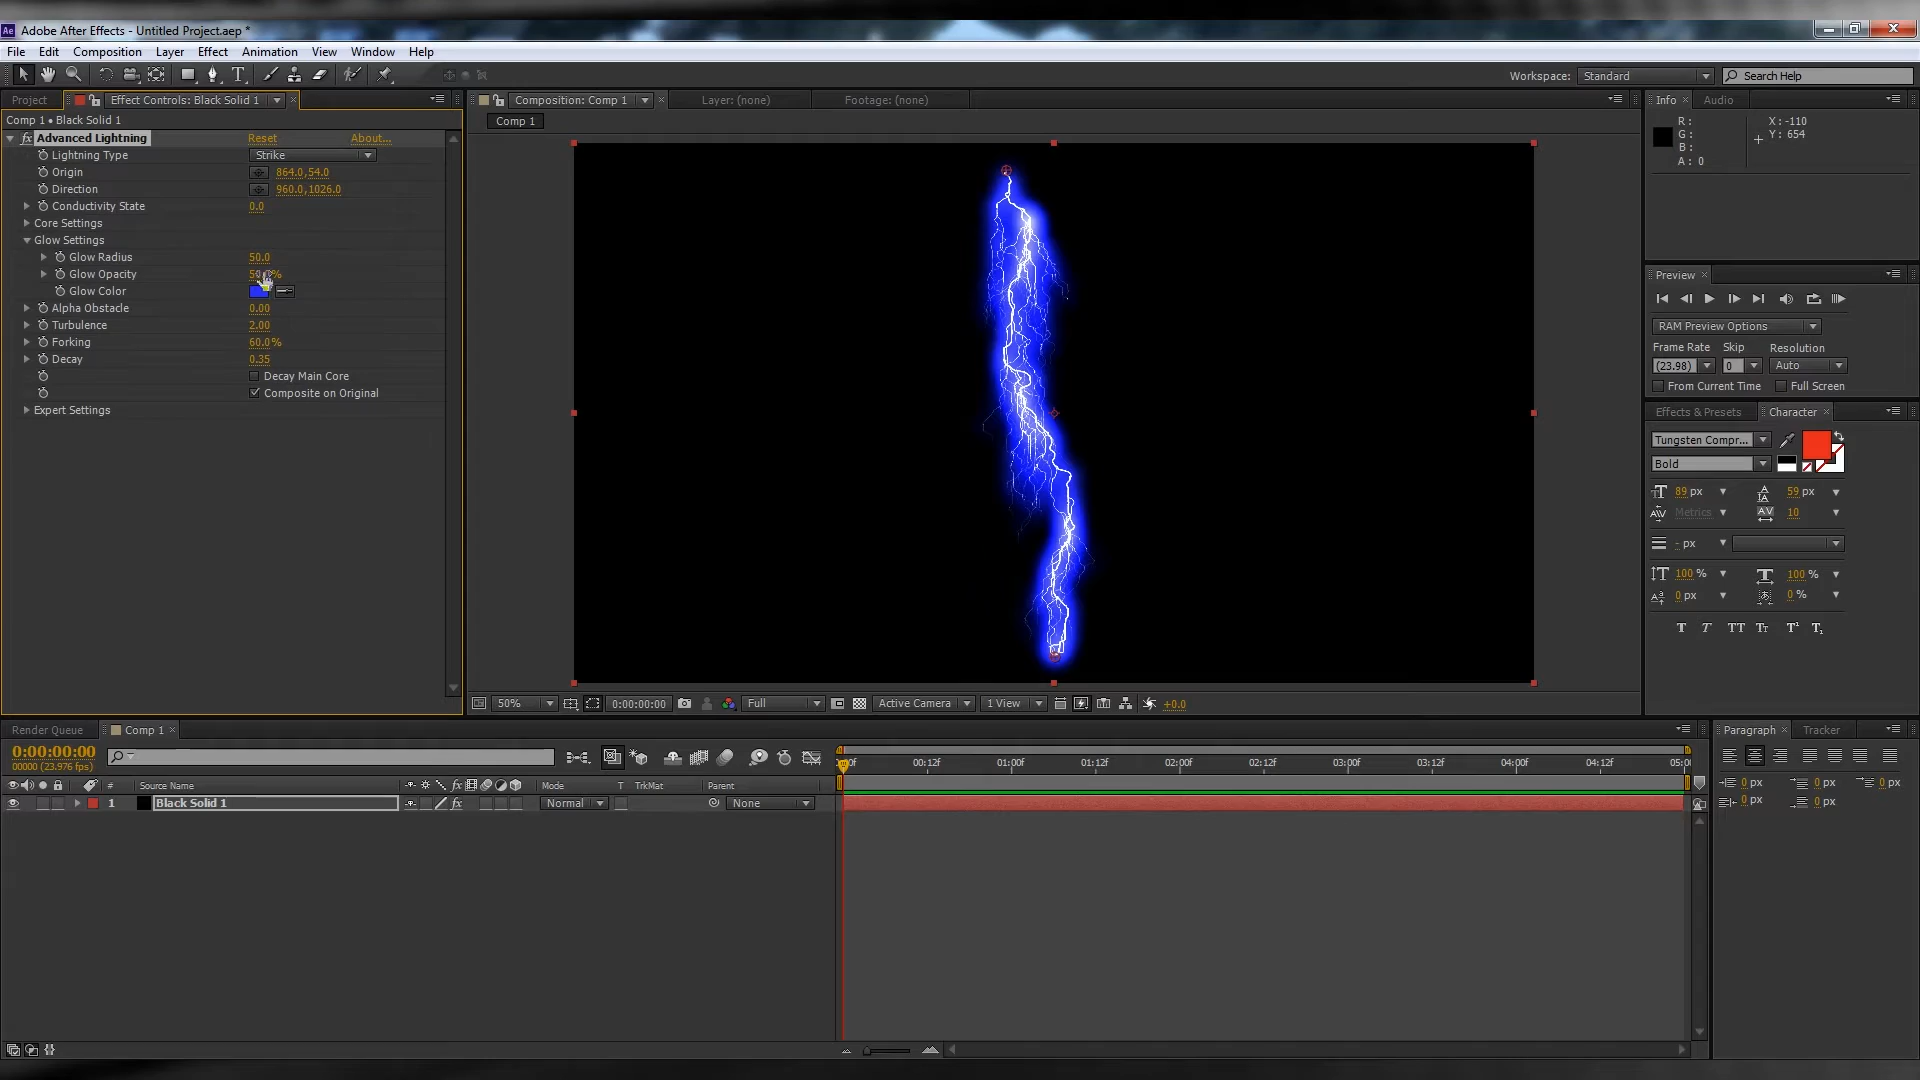 Adobe After Effects - Untitled Project.aep *
File Edit Composition Layer Effect Animation View Window Help
Workspace: Standard Search Help
Project Effect Controls: Black Solid 1 Composition: Comp 1 Layer: (none) Footage: (none) Info Audio
Comp 1 • Black Solid 1
Comp 1
Advanced Lightning Reset About...
Lightning Type Strike
Origin 864.0,54.0
Direction 960.0,1026.0
Conductivity State 0.0
Core Settings
Glow Settings
Glow Radius 50.0
Glow Opacity
Glow Color
Alpha Obstacle 0.00
Turbulence 2.00
Forking 60.0%
Decay 0.35
Decay Main Core
Composite on Original
Expert Settings
R: X: -110
G: Y: 654
B:
A: 0
Preview
RAM Preview Options
Frame Rate Skip Resolution
(23.98) 0 Auto
From Current Time Full Screen
Effects & Presets Character
Tungsten Compr...
Bold
89 px 59 px
Metrics 10
- px
100 % 100 %
0 px 0 %
50% 0:00:00:00 Full Active Camera 1 View +0.0
Render Queue Comp 1 Paragraph Tracker
0:00:00:00
00000 (23.976 fps)
00:12f 01:00f 01:12f 02:00f 02:12f 03:00f 03:12f 04:00f 04:12f
# Source Name Mode T TrkMat Parent
1 Black Solid 1 Normal None
0 px 0 px 0 px
0 px 0 px